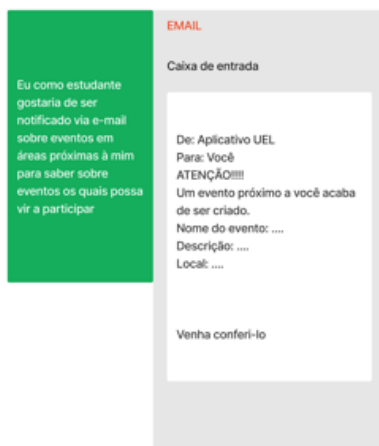 Eu como estudante
gostaria de ser
notificado via e-mail
sobre eventos em
áreas próximas à mim
para saber sobre
eventos os quais possa
vir a participar
EMAIL
Caixa de entrada
De: Aplicativo UEL
Para: Você
ATENÇÃO!!!!!
Um evento próximo a você acaba
de ser criado.
Nome do evento: ....
Descrição: ....
Local: ....
Venha conferi-lo